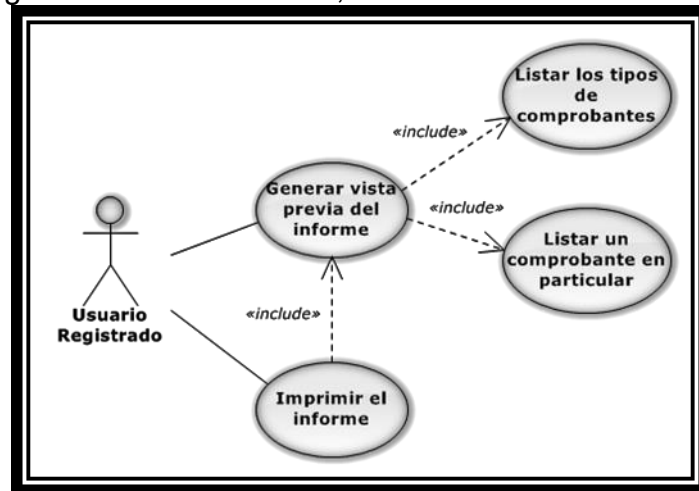 Listar los tipos
de
comprobantes
«include»
Generar vista
previa del
informe
«include»
Listar un
comprobante en
particular
Usuario
Registrado
«include»
Imprimir el
informe